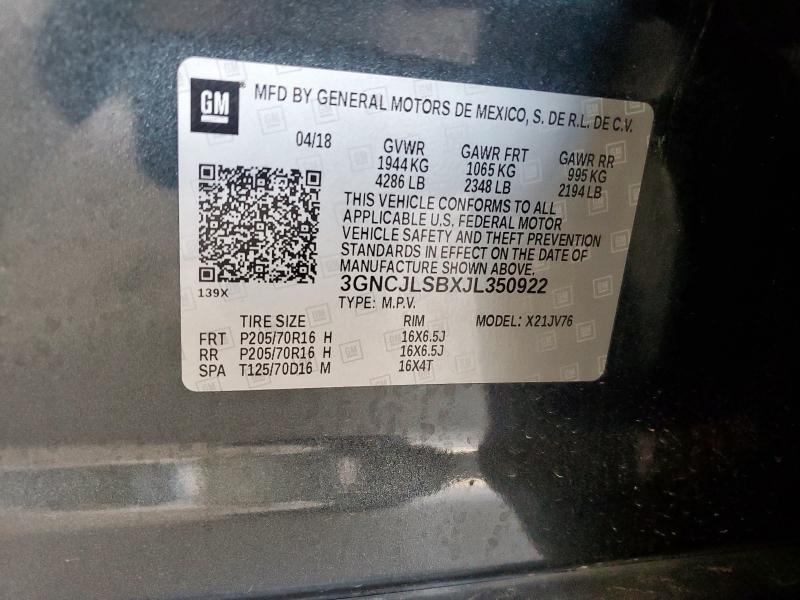 GM MFD BY GENERAL MOTORS DE MEXICO, S. DE R.L. DE C.V.
04/18 GVWR GAWR FRT GAWR RR
1944 KG 1065 KG 995 KG
4286 LB 2348 LB 2194 LB
THIS VEHICLE CONFORMS TO ALL
APPLICABLE U.S. FEDERAL MOTOR
VEHICLE SAFETY AND THEFT PREVENTION
STANDARDS IN EFFECT ON THE DATE OF
MANUFACTURE SHOWN ABOVE.
3GNCJLSBXJL350922
139X
TYPE: M.P.V.
TIRE SIZE RIM MODEL: X21JV76
FRT P205/70R16 H 16X6.5J
RR P205/70R16 H 16X6.5J
SPA T125/70D16 M 16X4T